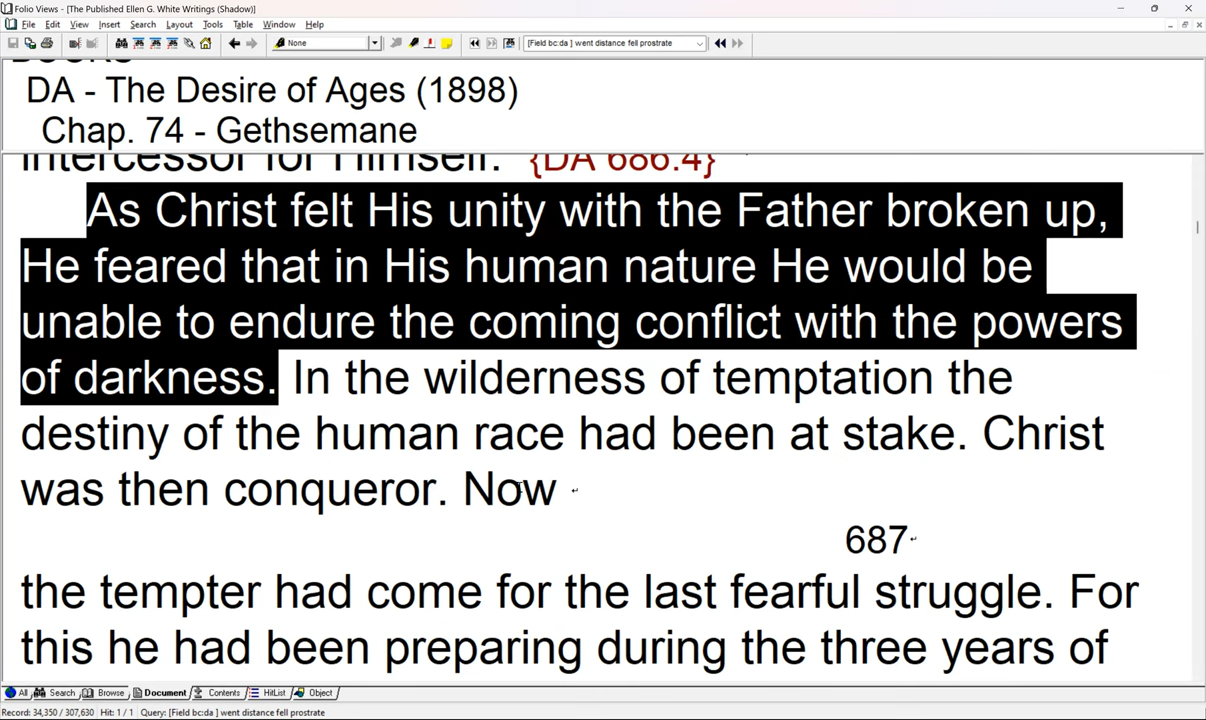 Folio Views - [The Published Ellen G. White Writings (Shadow)]
File Edit View Insert Search Layout Tools Table Window Help
None
[Field bc:da ] went distance fell prostrate
DA - The Desire of Ages (1898)
Chap. 74 - Gethsemane
Intercessor for Himself. {DA 686.4}
As Christ felt His unity with the Father broken up,
He feared that in His human nature He would be
unable to endure the coming conflict with the powers
of darkness. In the wilderness of temptation the
destiny of the human race had been at stake. Christ
was then conqueror. Now
687
the tempter had come for the last fearful struggle. For
this he had been preparing during the three years of
All Search Browse Document Contents HitList Object
Record: 34,350 / 307,630 Hit: 1 / 1 Query: [Field bc:da ] went distance fell prostrate